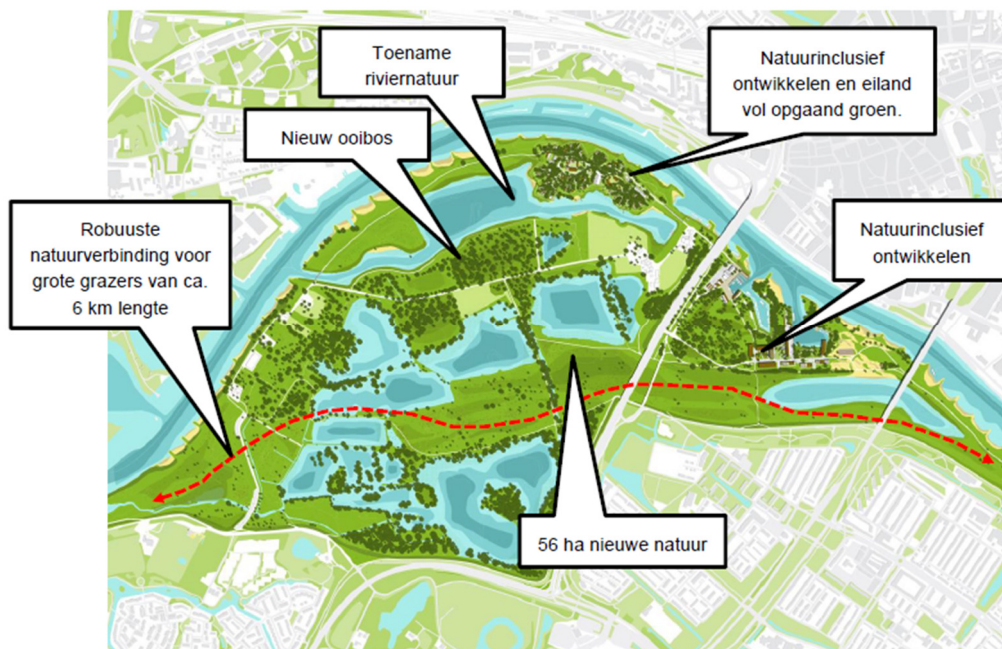 Toename
riviernatuur
Natuurinclusief
ontwikkelen en eiland
vol opgaand groen.
Nieuw ooibos
Robuuste
natuurverbinding voor
grote grazers van ca.
6 km lengte
Natuurinclusief
ontwikkelen
56 ha nieuwe natuur